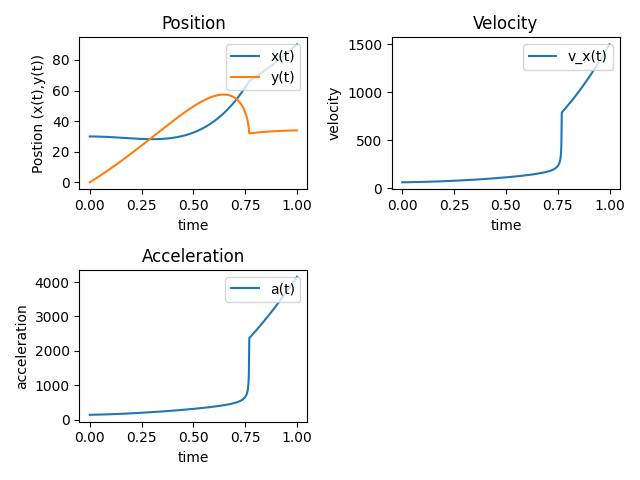 Position
Postion (x(t),y(t))
80
60
40
20
0
x(t)
y(t)
0.00 0.25 0.50 0.75 1.00
time
Velocity
velocity
1500
1000
500
0
v_x(t)
0.00 0.25 0.50 0.75 1.00
time
Acceleration
acceleration
4000
3000
2000
1000
0
a(t)
0.00 0.25 0.50 0.75 1.00
time